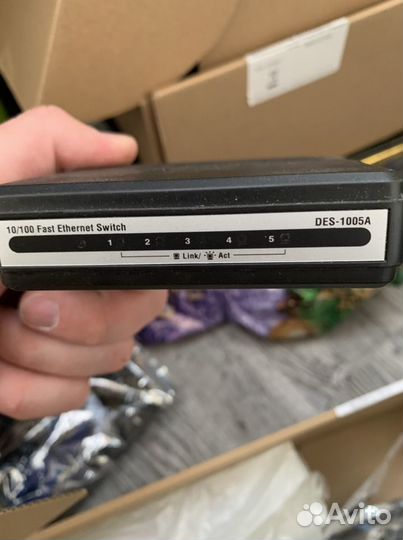 10/100 Fast Ethernet Switch
DES-1005A
1 2 3 4 5
Link/ Act
Avito